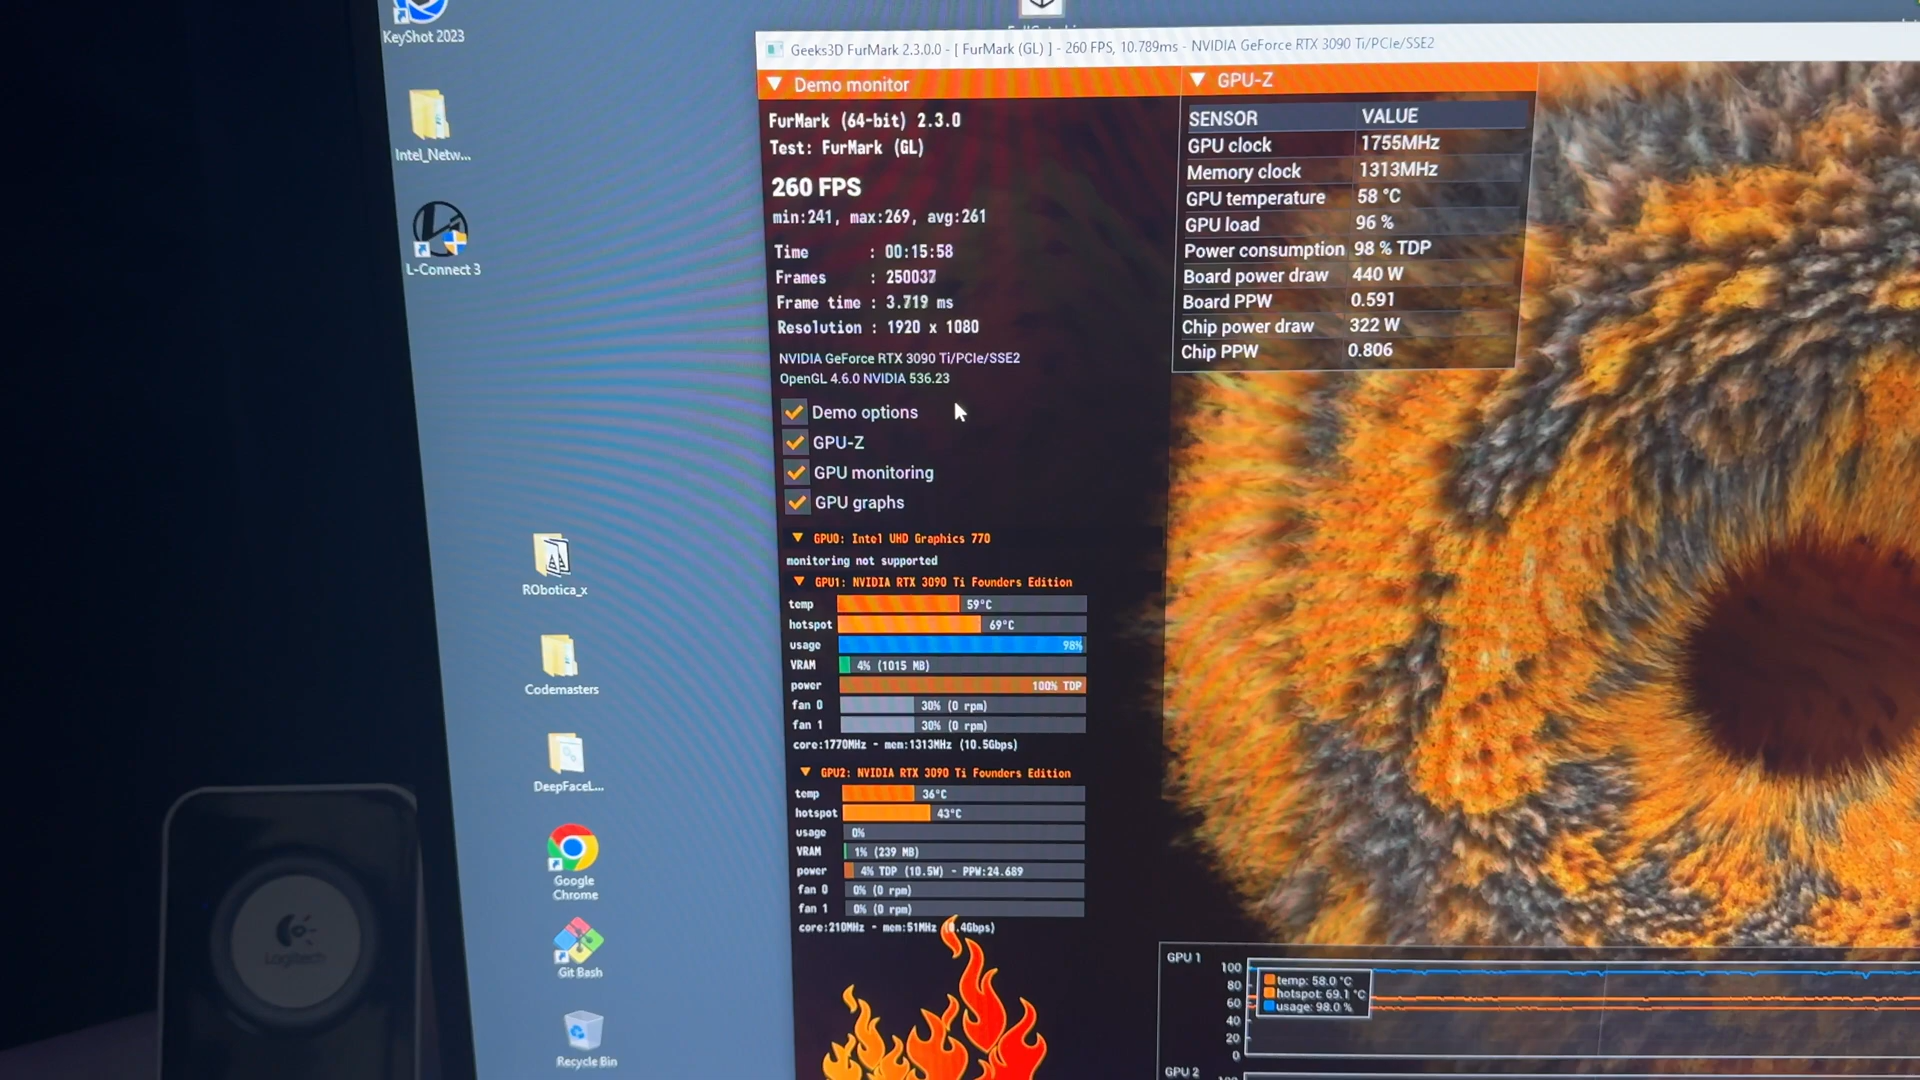 KeyShot 2023
Intel_Netw...
L-Connect 3
RObotica_x
Codemasters
DeepFaceL...
Google
Chrome
Git Bash
Recycle Bin
Logitech
Geeks3D FurMark 2.3.0.0 - [ FurMark (GL) ] - 260 FPS, 10.789ms - NVIDIA GeForce RTX 3090 Ti/PCIe/SSE2
Demo monitor
FurMark (64-bit) 2.3.0
Test: FurMark (GL)
260 FPS
min:241, max:269, avg:261
Time : 00:15:58
Frames : 250037
Frame time : 3.719 ms
Resolution : 1920 x 1080
NVIDIA GeForce RTX 3090 Ti/PCIe/SSE2
OpenGL 4.6.0 NVIDIA 536.23
Demo options
GPU-Z
GPU monitoring
GPU graphs
GPU0: Intel UHD Graphics 770
monitoring not supported
GPU1: NVIDIA RTX 3090 Ti Founders Edition
temp 59°C
hotspot 69°C
usage 98%
VRAM 4% (1015 MB)
power 100% TDP
fan 0 30% (0 rpm)
fan 1 30% (0 rpm)
core:1770MHz - mem:1313MHz (10.5Gbps)
GPU2: NVIDIA RTX 3090 Ti Founders Edition
temp 36°C
hotspot 43°C
usage 0%
VRAM 1% (239 MB)
power 4% TDP (10.5W) - PPW:24.689
fan 0 0% (0 rpm)
fan 1 0% (0 rpm)
core:210MHz - mem:51MHz
GPU-Z
SENSOR VALUE
GPU clock 1755MHz
Memory clock 1313MHz
GPU temperature 58 °C
GPU load 96 %
Power consumption 98 % TDP
Board power draw 440 W
Board PPW 0.591
Chip power draw 322 W
Chip PPW 0.806
GPU 1
100
80
60
40
20
0
temp: 58.0 °C
hotspot: 69.1 °C
usage: 98.0 %
GPU 2